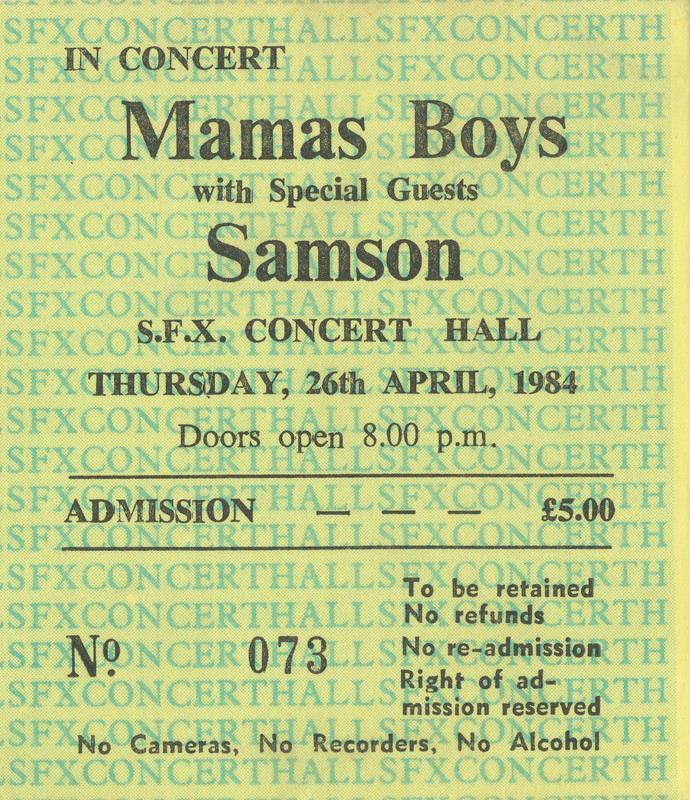 IN CONCERT
Mamas Boys
with Special Guests
Samson
S.F.X. CONCERT HALL
THURSDAY, 26th APRIL, 1984
Doors open 8.00 p.m.
ADMISSION — — — £5.00
To be retained
No refunds
Nº 073
No re-admission
Right of ad-
mission reserved
No Cameras, No Recorders, No Alcohol
SFXCONCERTHALLSFXCONCERTH